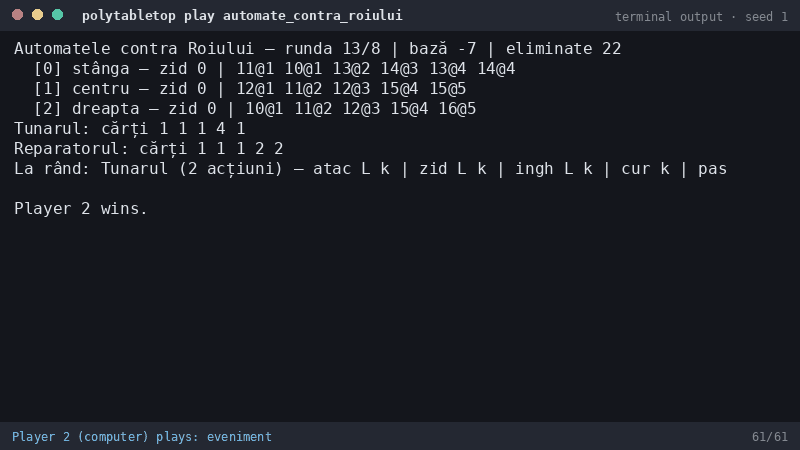 polytabletop play automate_contra_roiului
terminal output · seed 1
Automatele contra Roiului — runda 13/8 | bază -7 | eliminate 22
[0] stânga — zid 0 | 11@1 10@1 13@2 14@3 13@4 14@4
[1] centru — zid 0 | 12@1 11@2 12@3 15@4 15@5
[2] dreapta — zid 0 | 10@1 11@2 12@3 15@4 16@5
Tunarul: cărți 1 1 1 4 1
Reparatorul: cărți 1 1 1 2 2
La rând: Tunarul (2 acțiuni) — atac L k | zid L k | ingh L k | cur k | pas
Player 2 wins.
Player 2 (computer) plays: eveniment
61/61